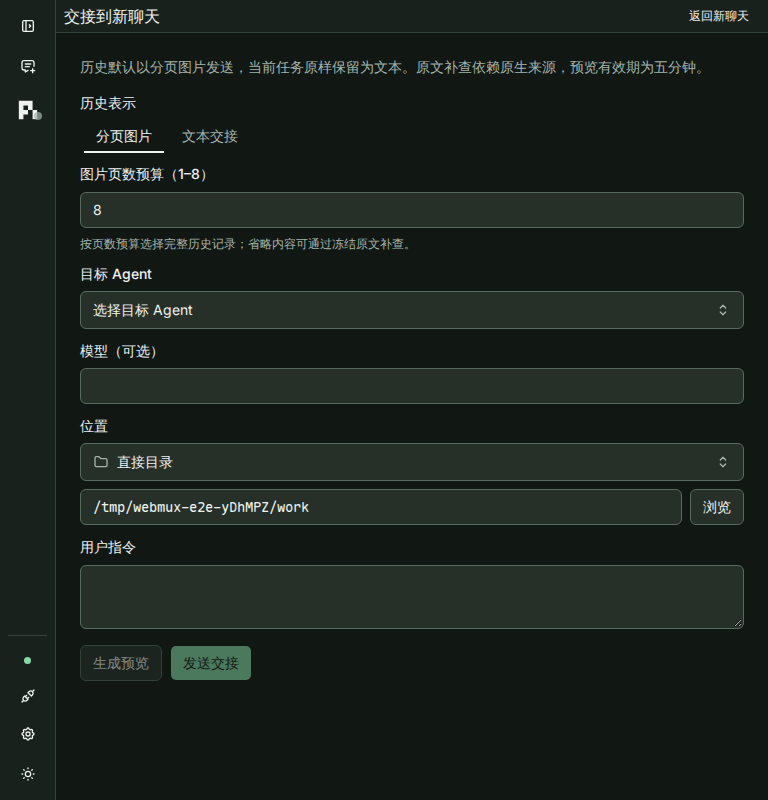 交接到新聊天
返回新聊天
历史默认以分页图片发送，当前任务原样保留为文本。原文补查依赖原生来源，预览有效期为五分钟。
历史表示
分页图片
文本交接
图片页数预算（1–8）
8
按页数预算选择完整历史记录；省略内容可通过冻结原文补查。
目标 Agent
选择目标 Agent
模型（可选）
位置
直接目录
/tmp/webmux-e2e-yDhMPZ/work
浏览
用户指令
生成预览
发送交接